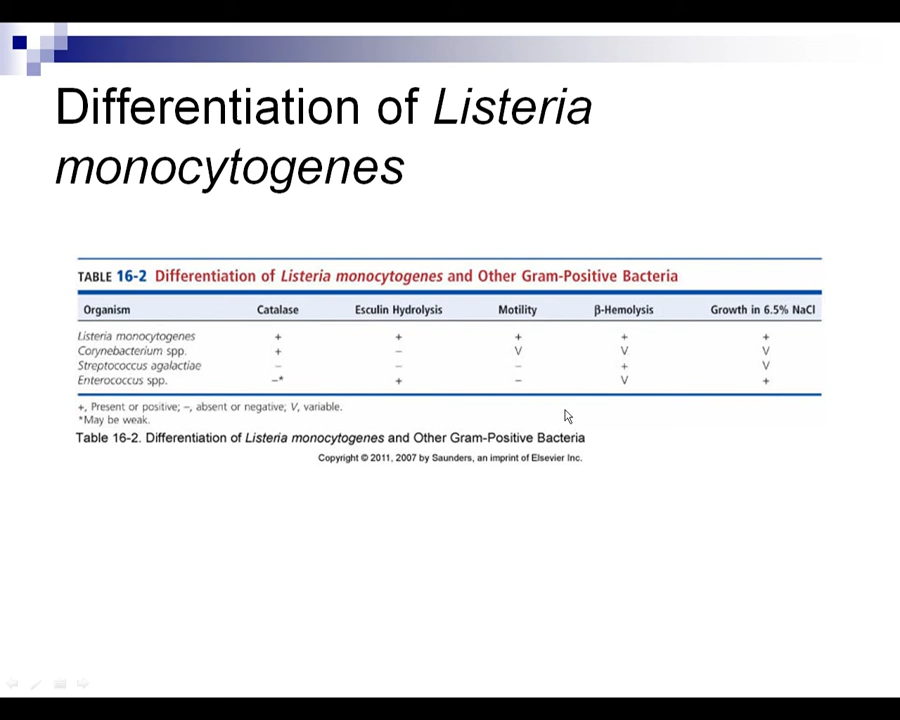 Differentiation of Listeria
monocytogenes
TABLE 16-2 Differentiation of Listeria monocytogenes and Other Gram-Positive Bacteria
Organism Catalase Esculin Hydrolysis Motility β-Hemolysis Growth in 6.5% NaCl
Listeria monocytogenes + + + + +
Corynebacterium spp. + – V V V
Streptococcus agalactiae – – – + V
Enterococcus spp. –* + – V +
+, Present or positive; –, absent or negative; V, variable.
*May be weak.
Table 16-2. Differentiation of Listeria monocytogenes and Other Gram-Positive Bacteria
Copyright © 2011, 2007 by Saunders, an imprint of Elsevier Inc.